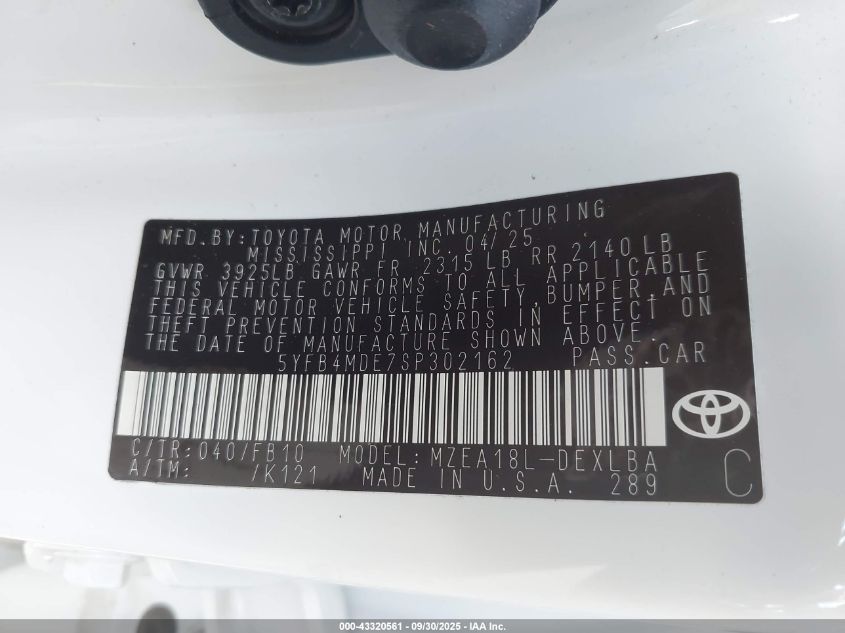 MFD. BY: TOYOTA MOTOR MANUFACTURING
MISSISSIPPI INC. 04/25
GVWR 3925LB GAWR FR 2315 LB RR 2140 LB
THIS VEHICLE CONFORMS TO ALL APPLICABLE
FEDERAL MOTOR VEHICLE SAFETY, BUMPER, AND
THEFT PREVENTION STANDARDS IN EFFECT ON
THE DATE OF MANUFACTURE SHOWN ABOVE.
5YFB4MDE7SP302162 PASS.CAR
C/TR: 040/FB10 MODEL: MZEA18L-DEXLBA
A/TM: /K121 MADE IN U.S.A. 289 C
000-43320561 - 09/30/2025 - IAA Inc.